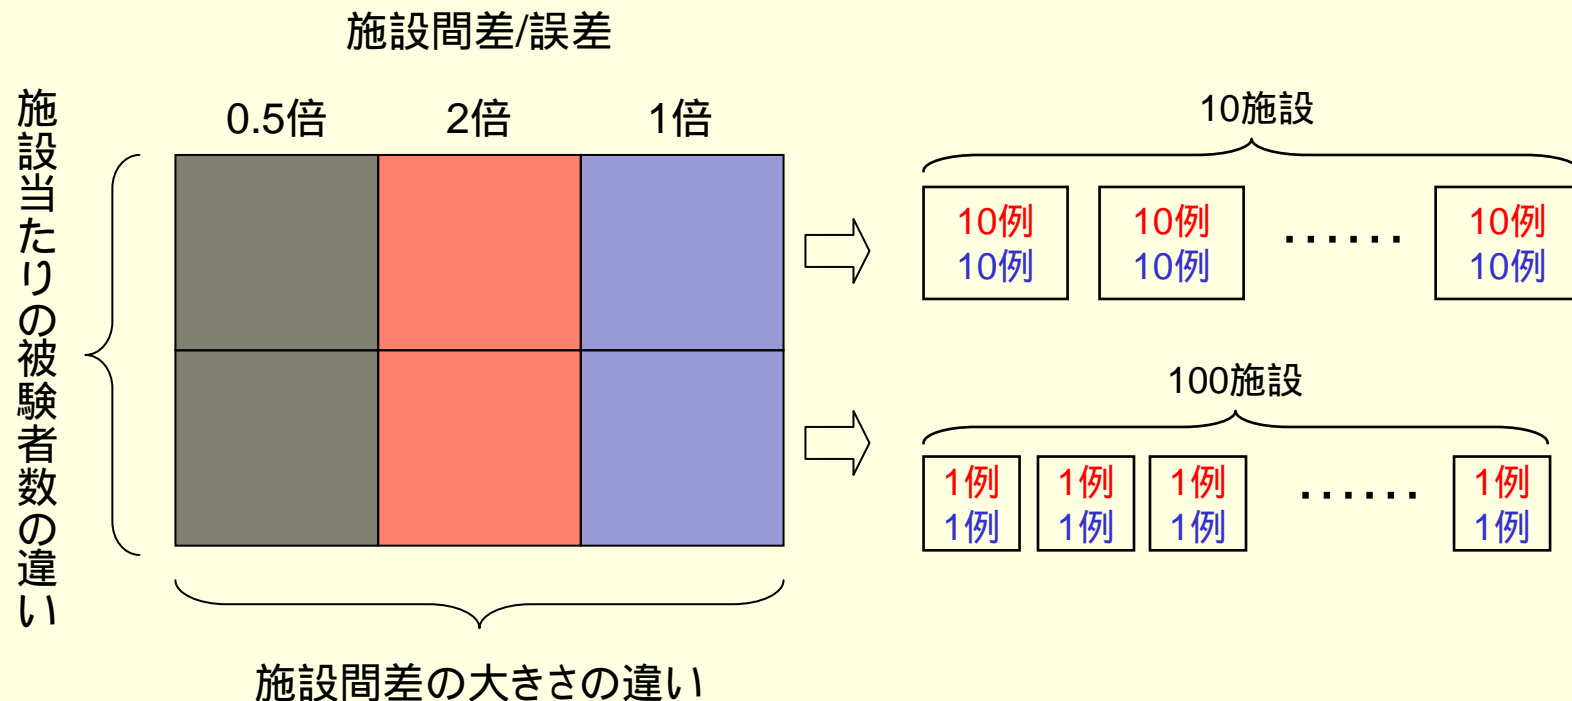 施設間差/誤差
施設当たりの被験者数の違い
0.5倍 2倍 1倍
施設間差の大きさの違い
10施設
10例 10例 ‥‥‥ 10例
10例 10例 10例
100施設
1例 1例 1例 ‥‥‥ 1例
1例 1例 1例 1例